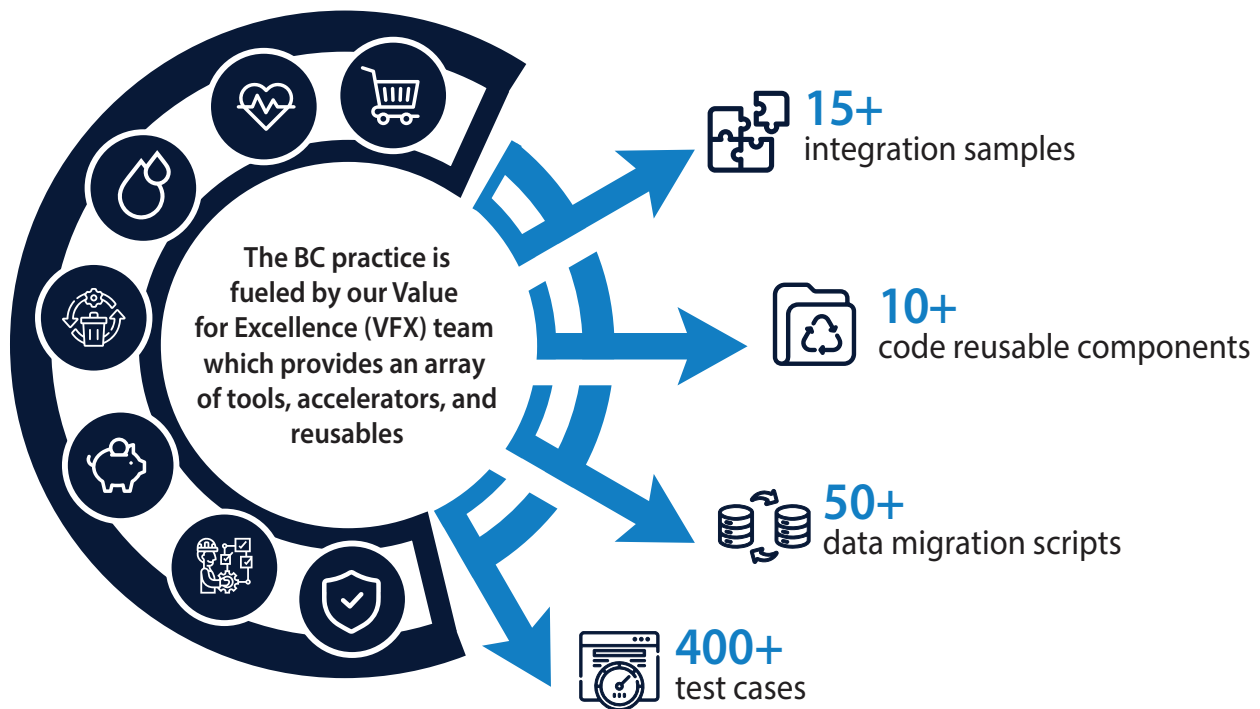 The BC practice is
fueled by our Value
for Excellence (VFX) team
which provides an array
of tools, accelerators, and
reusables
15+
integration samples
10+
code reusable components
50+
data migration scripts
400+
test cases